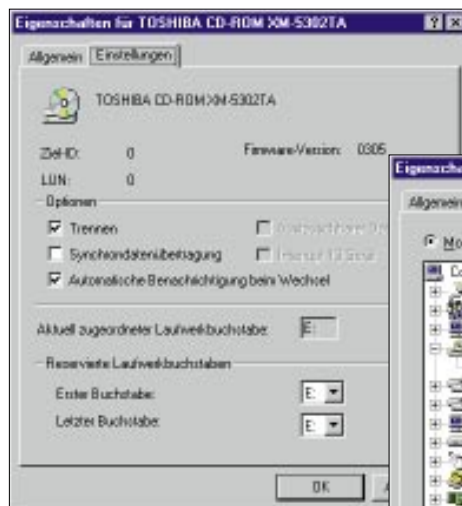 Eigenschaften für TOSHIBA CD-ROM XM-5302TA
Allgemein Einstellungen
TOSHIBA CD-ROM XM-5302TA
Ziel-ID: 0 Firmware-Version: 0305
LUN: 0
Optionen
Trennen
Synchrondatenübertragung
Automatische Benachrichtigung beim Wechsel
Aktuell zugeordneter Laufwerkbuchstabe: E:
Reservierte Laufwerkbuchstaben
Erster Buchstabe: E:
Letzter Buchstabe: E:
OK
Allgemein